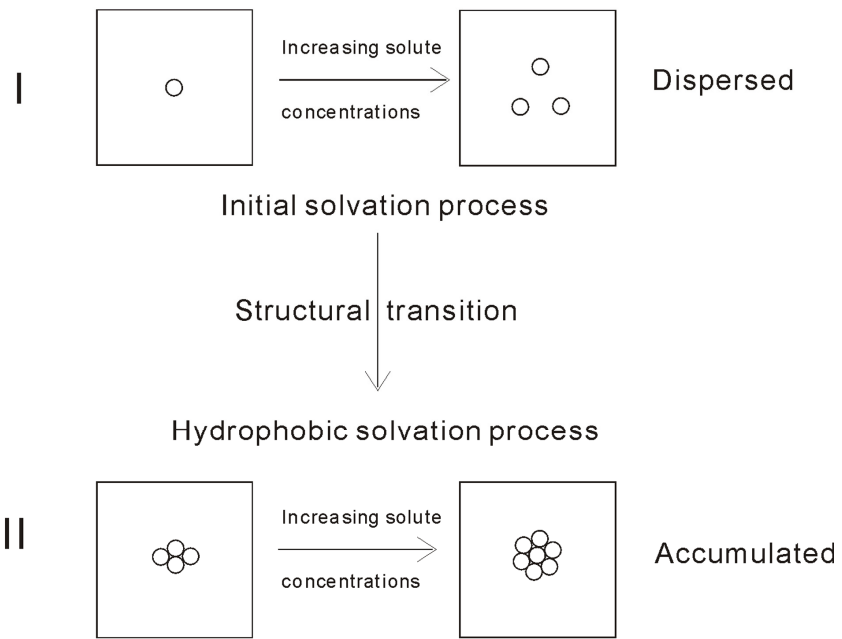 I
Increasing solute
concentrations
Dispersed
Initial solvation process
Structural transition
Hydrophobic solvation process
II
Increasing solute
concentrations
Accumulated